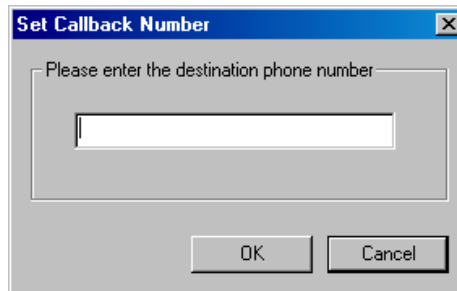 Set Callback Number
Please enter the destination phone number
OK
Cancel